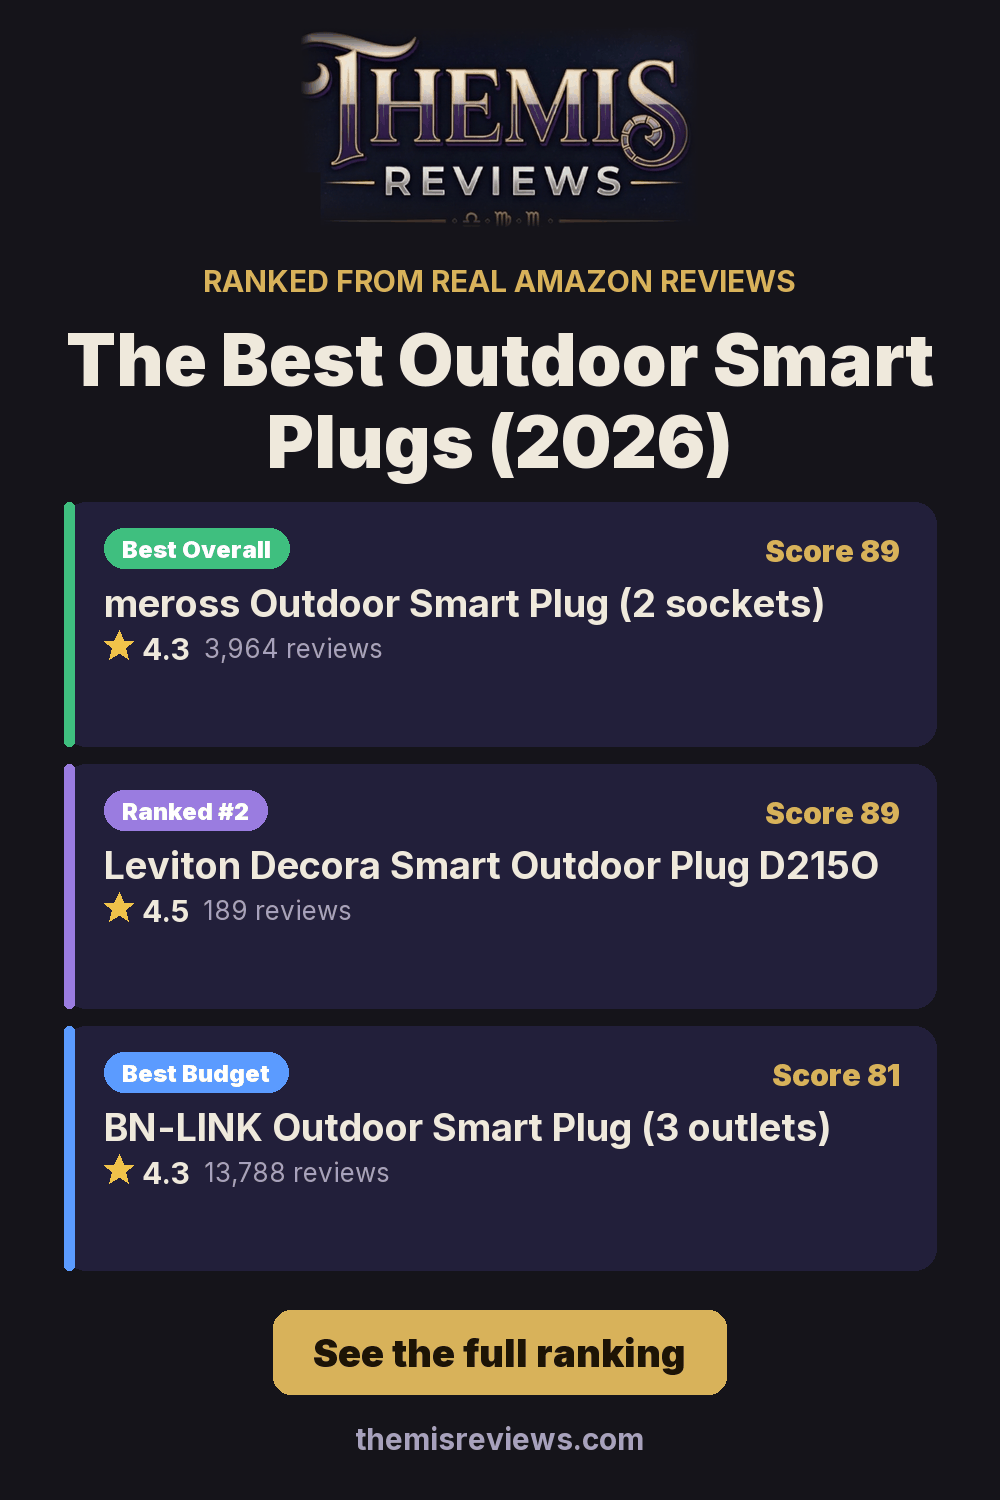 THEMIS
REVIEWS
♎ · ♍ · ♏
RANKED FROM REAL AMAZON REVIEWS
The Best Outdoor Smart
Plugs (2026)
Best Overall
Score 89
meross Outdoor Smart Plug (2 sockets)
4.3 3,964 reviews
Ranked #2
Score 89
Leviton Decora Smart Outdoor Plug D215O
4.5 189 reviews
Best Budget
Score 81
BN-LINK Outdoor Smart Plug (3 outlets)
4.3 13,788 reviews
See the full ranking
themisreviews.com